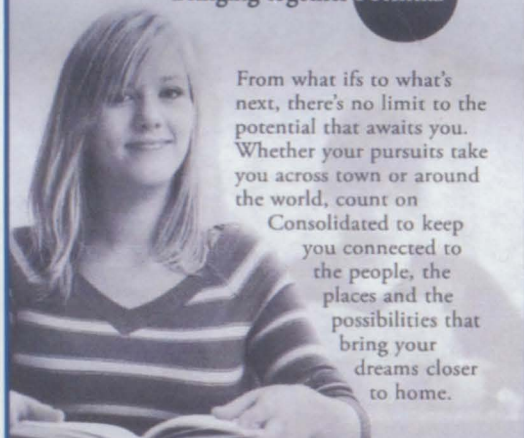 From what ifs to what's
next, there's no limit to the
potential that awaits you.
Whether your pursuits take
you across town or around
the world, count on
Consolidated to keep
you connected to
the people, the
places and the
possibilities that
bring your
dreams closer
to home.